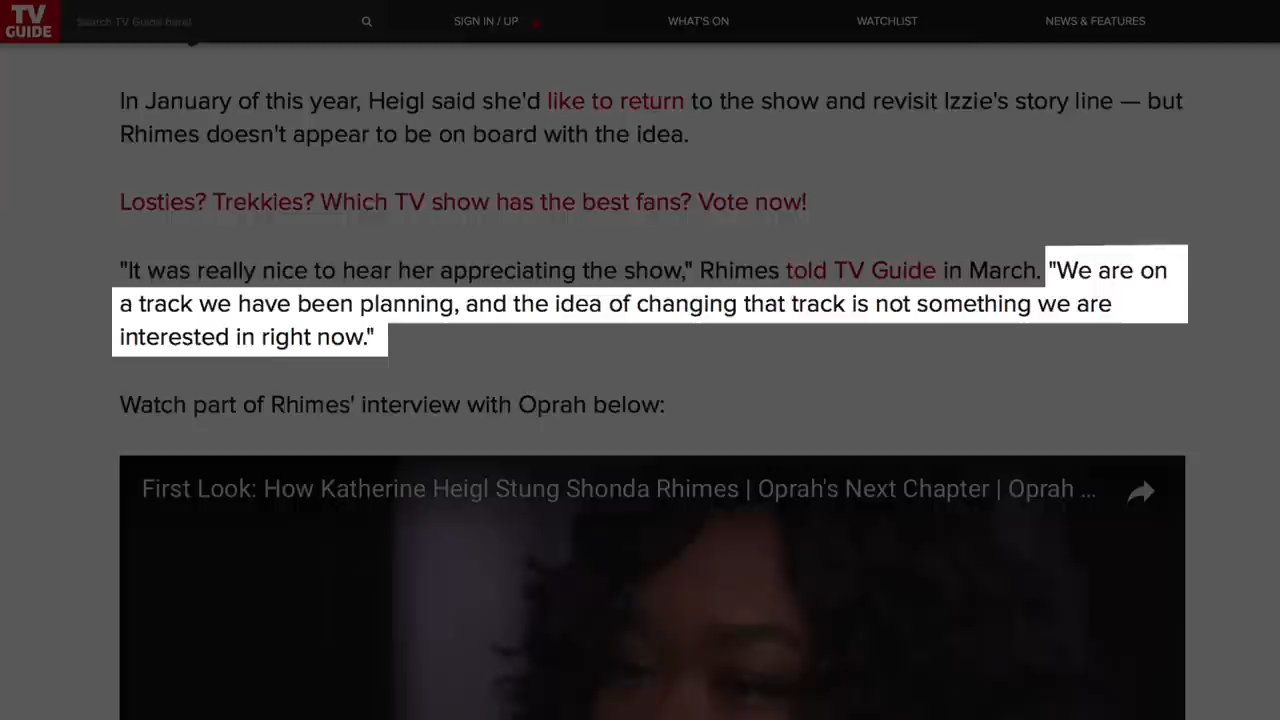 TV GUIDE
Search TV Guide here!
SIGN IN / UP
WHAT'S ON
WATCHLIST
NEWS & FEATURES
In January of this year, Heigl said she'd like to return to the show and revisit Izzie's story line — but
Rhimes doesn't appear to be on board with the idea.
Losties? Trekkies? Which TV show has the best fans? Vote now!
"It was really nice to hear her appreciating the show," Rhimes told TV Guide in March. "We are on
a track we have been planning, and the idea of changing that track is not something we are
interested in right now."
Watch part of Rhimes' interview with Oprah below:
First Look: How Katherine Heigl Stung Shonda Rhimes | Oprah's Next Chapter | Oprah ...